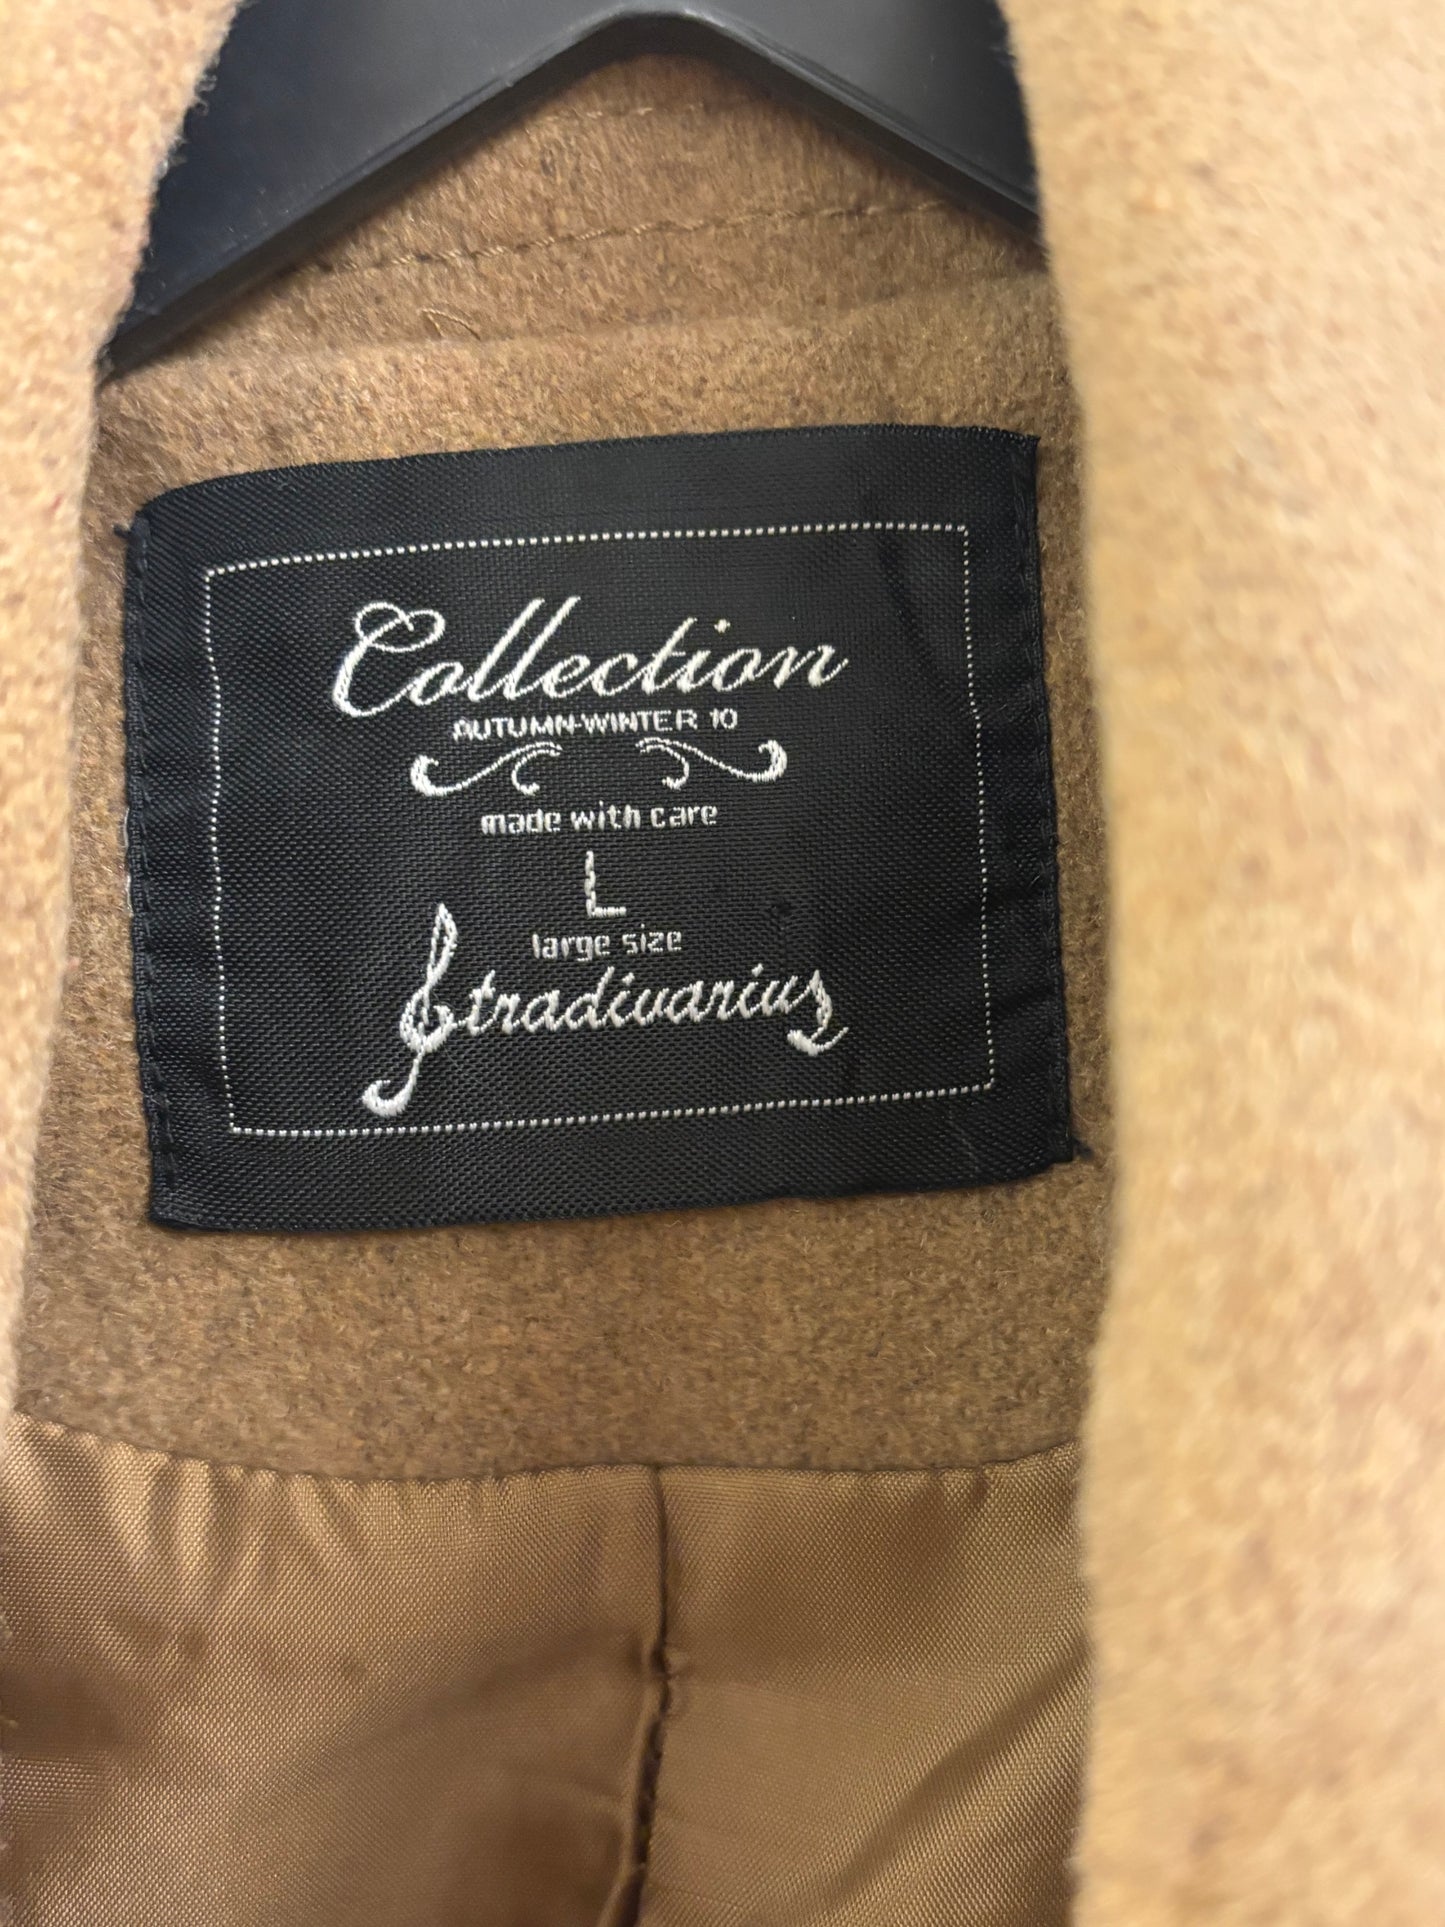 Collection
AUTUMN-WINTER 10
made with care
L
large size
Stradivarius